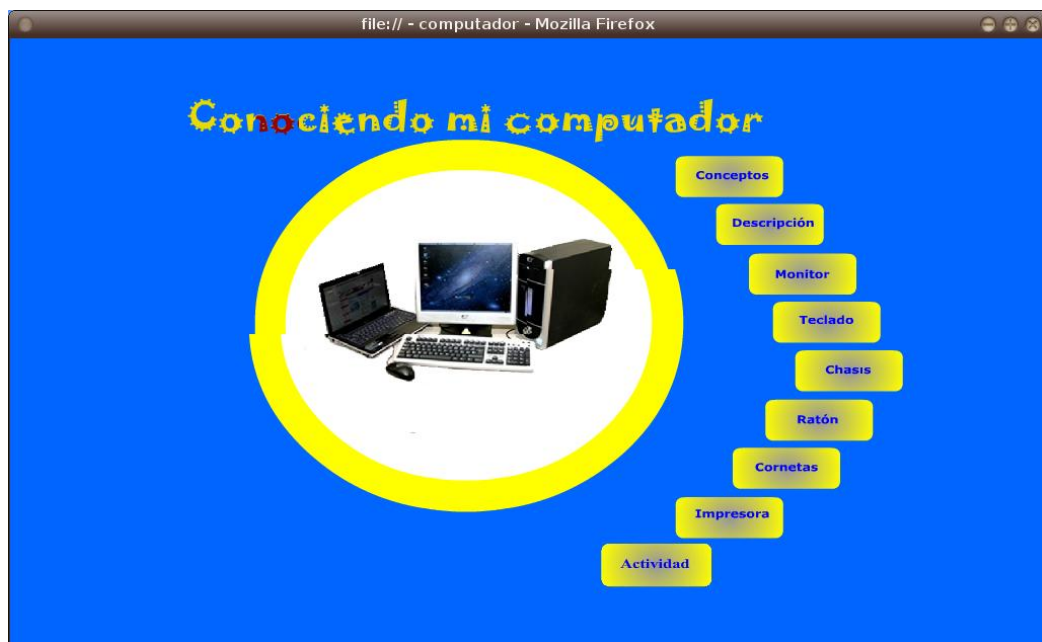 file:// - computador - Mozilla Firefox
Conociendo mi computador
Conceptos
Descripción
Monitor
Teclado
Chasis
Ratón
Cornetas
Impresora
Actividad